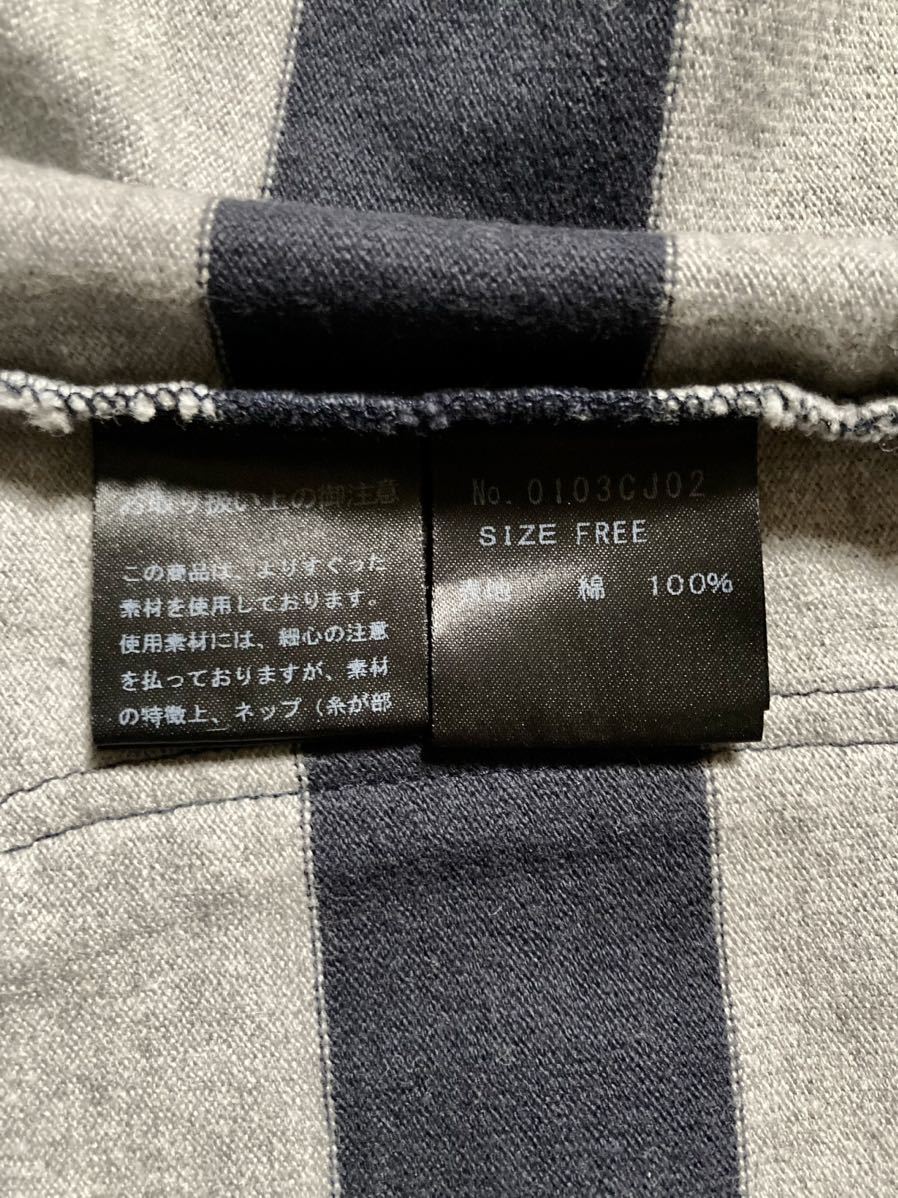 お取り扱い上の御注意
この商品は、よりすぐった
素材を使用しております。
使用素材には、細心の注意
を払っておりますが、素材
の特徴上、ネップ（糸が部
No. 0103CJ02
SIZE FREE
表地 綿 100%